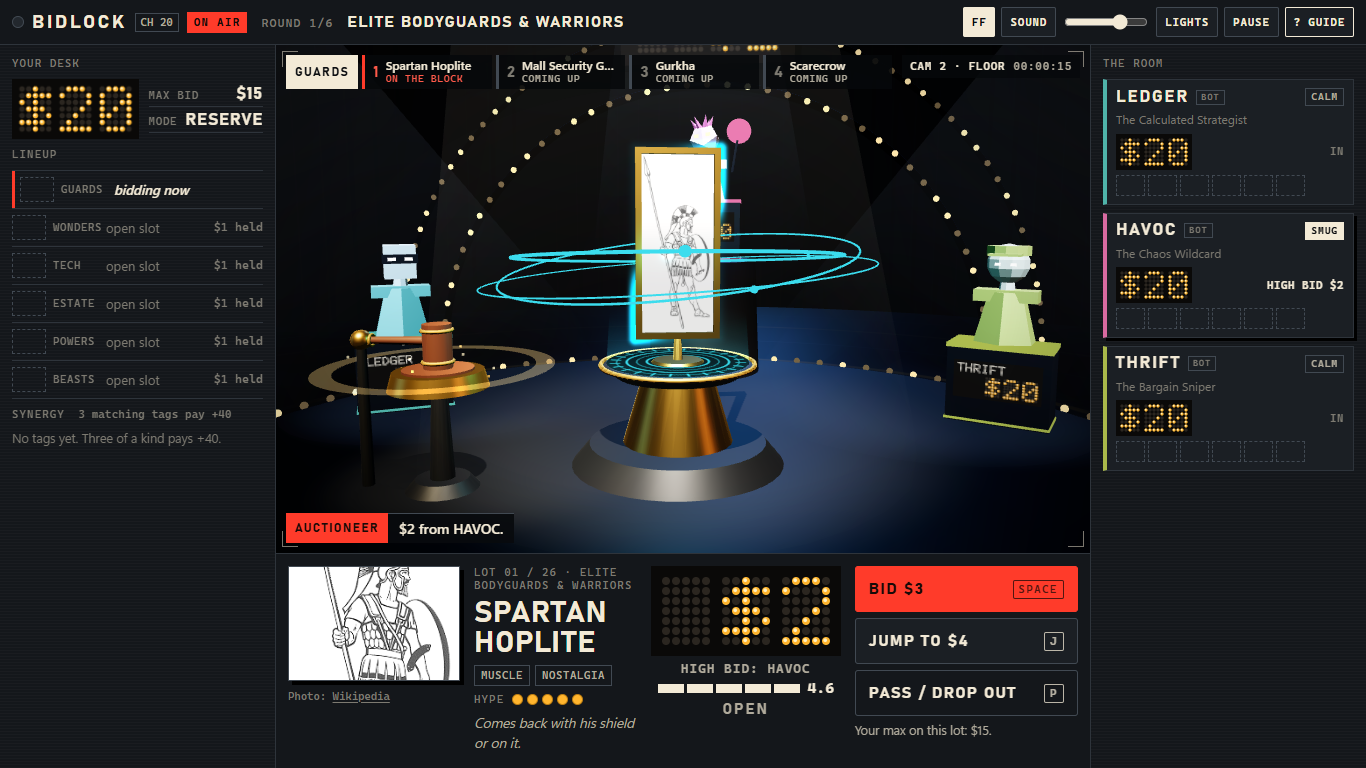 BIDLOCK CH 20 ON AIR ROUND 1/6 ELITE BODYGUARDS & WARRIORS FF SOUND LIGHTS PAUSE ? GUIDE
YOUR DESK
$20
MAX BID $15
MODE RESERVE
LINEUP
GUARDS bidding now
WONDERS open slot $1 held
TECH open slot $1 held
ESTATE open slot $1 held
POWERS open slot $1 held
BEASTS open slot $1 held
SYNERGY 3 matching tags pay +40
No tags yet. Three of a kind pays +40.
GUARDS
1 Spartan Hoplite
ON THE BLOCK
2 Mall Security G...
COMING UP
3 Gurkha
COMING UP
4 Scarecrow
COMING UP
CAM 2 · FLOOR 00:00:15
LEDGER
THRIFT
$20
AUCTIONEER $2 from HAVOC.
Photo: Wikipedia
LOT 01 / 26 · ELITE
BODYGUARDS & WARRIORS
SPARTAN
HOPLITE
MUSCLE NOSTALGIA
HYPE
Comes back with his shield
or on it.
$2
HIGH BID: HAVOC
4.6
OPEN
BID $3 SPACE
JUMP TO $4 J
PASS / DROP OUT P
Your max on this lot: $15.
THE ROOM
LEDGER BOT CALM
The Calculated Strategist
$20 IN
HAVOC BOT SMUG
The Chaos Wildcard
$20 HIGH BID $2
THRIFT BOT CALM
The Bargain Sniper
$20 IN